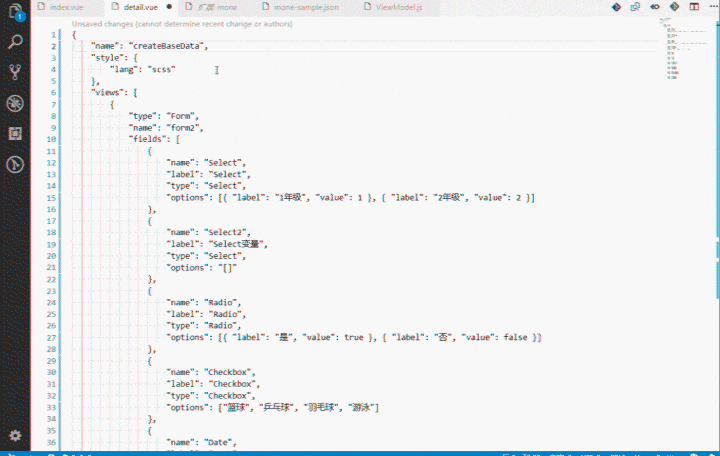 index.vue detail.vue mone mone-sample.json ViewModel.js
Unsaved changes (cannot determine recent change or authors)
1 {
2 "name": "createBaseData",
3 "style": {
4 "lang": "scss"
5 },
6 "views": [
7 {
8 "type": "Form",
9 "name": "form2",
10 "fields": [
11 {
12 "name": "Select",
13 "label": "Select",
14 "type": "Select",
15 "options": [{ "label": "1年级", "value": 1 }, { "label": "2年级", "value": 2 }]
16 },
17 {
18 "name": "Select2",
19 "label": "Select变量",
20 "type": "Select",
21 "options": "[]"
22 },
23 {
24 "name": "Radio",
25 "label": "Radio",
26 "type": "Radio",
27 "options": [{ "label": "是", "value": true }, { "label": "否", "value": false }]
28 },
29 {
30 "name": "Checkbox",
31 "label": "Checkbox",
32 "type": "Checkbox",
33 "options": ["篮球", "乒乓球", "羽毛球", "游泳"]
34 },
35 {
36 "name": "Date",